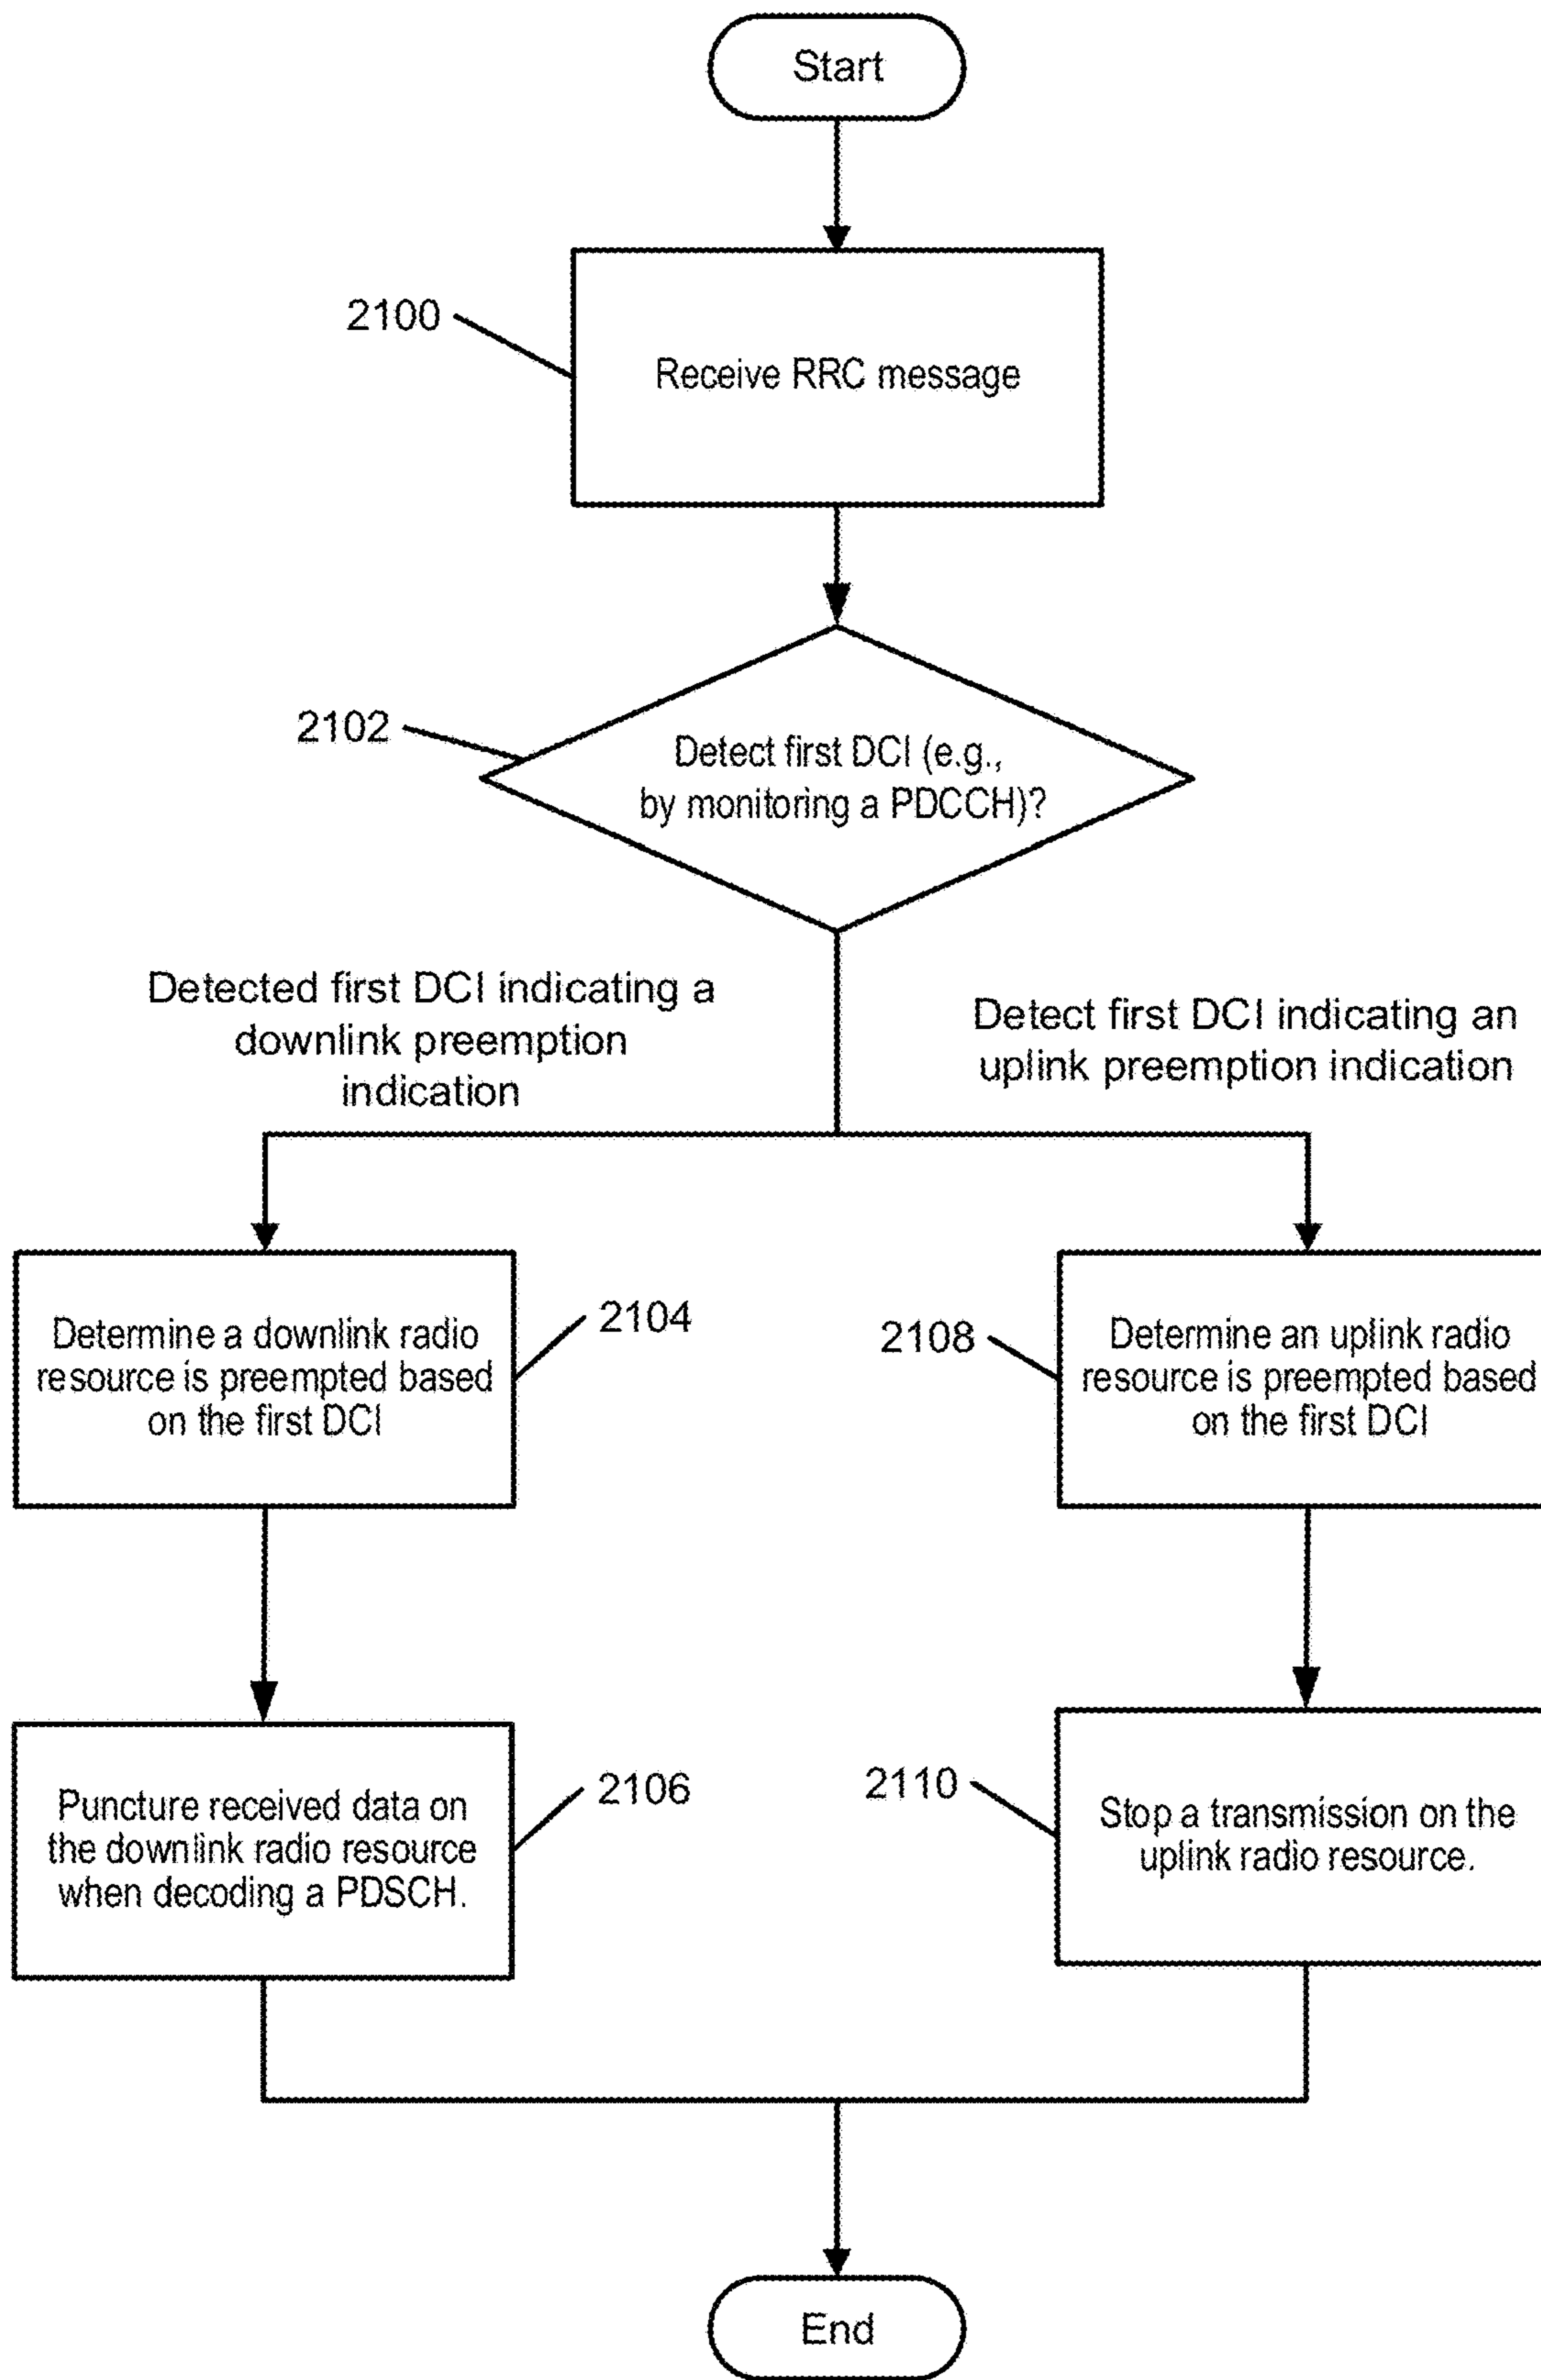 Start
2100
Receive RRC message
2102
Detect first DCI (e.g.,
by monitoring a PDCCH)?
Detected first DCI indicating a
downlink preemption
indication
Detect first DCI indicating an
uplink preemption indication
Determine a downlink radio
resource is preempted based
on the first DCI
2104
2108
Determine an uplink radio
resource is preempted based
on the first DCI
Puncture received data on
the downlink radio resource
when decoding a PDSCH.
2106
2110
Stop a transmission on the
uplink radio resource.
End